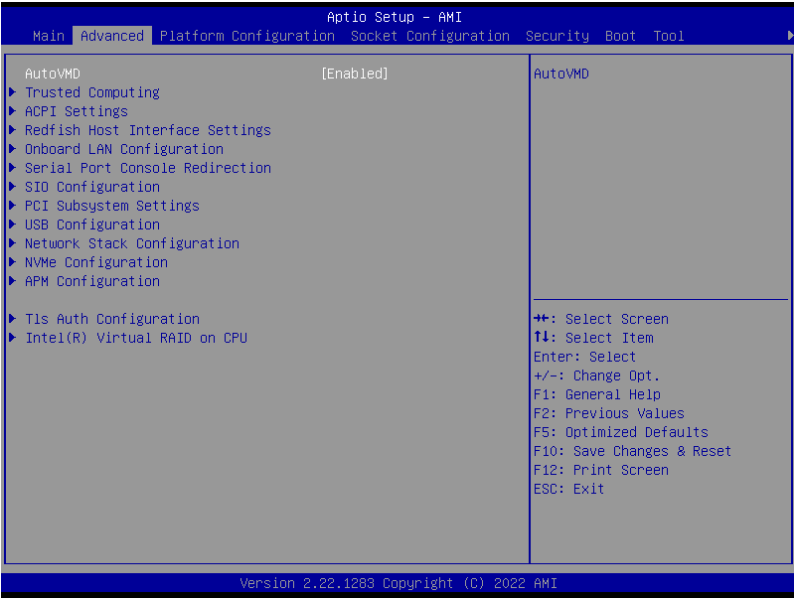 Aptio Setup – AMI
Main Advanced Platform Configuration Socket Configuration Security Boot Tool
AutoVMD [Enabled]
Trusted Computing
ACPI Settings
Redfish Host Interface Settings
Onboard LAN Configuration
Serial Port Console Redirection
SIO Configuration
PCI Subsystem Settings
USB Configuration
Network Stack Configuration
NVMe Configuration
APM Configuration
Tls Auth Configuration
Intel(R) Virtual RAID on CPU
AutoVMD
→←: Select Screen
↑↓: Select Item
Enter: Select
+/-: Change Opt.
F1: General Help
F2: Previous Values
F5: Optimized Defaults
F10: Save Changes & Reset
F12: Print Screen
ESC: Exit
Version 2.22.1283 Copyright (C) 2022 AMI